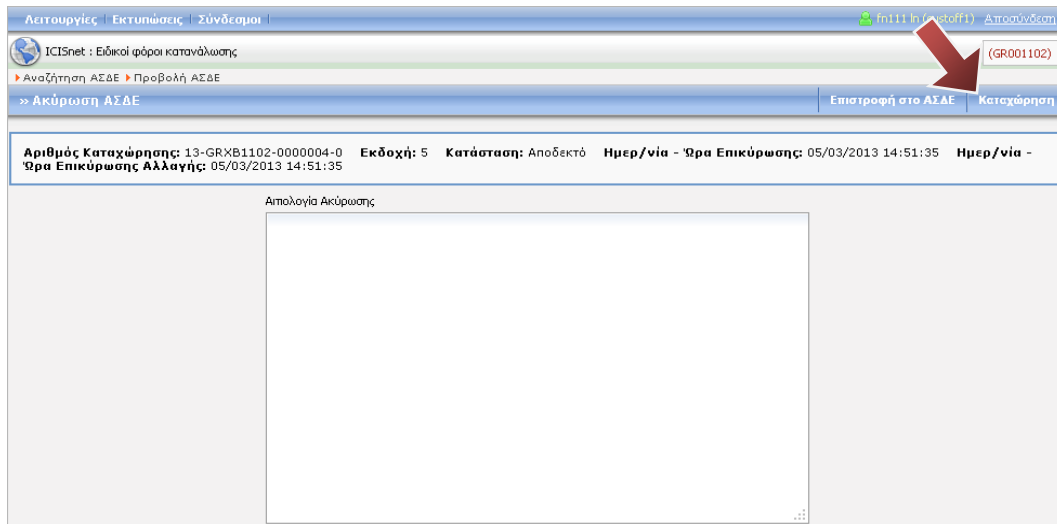 Λειτουργίες | Εκτυπώσεις | Σύνδεσμοι |
fn111 ln (custoff1) Αποσύνδεση
ICISnet : Ειδικοί φόροι κατανάλωσης
(GR001102)
Αναζήτηση ΑΣΔΕ Προβολή ΑΣΔΕ
» Ακύρωση ΑΣΔΕ
Επιστροφή στο ΑΣΔΕ Καταχώρηση
Αριθμός Καταχώρησης: 13-GRXB1102-0000004-0 Εκδοχή: 5 Κατάσταση: Αποδεκτό Ημερ/νία - Ώρα Επικύρωσης: 05/03/2013 14:51:35 Ημερ/νία -
Ώρα Επικύρωσης Αλλαγής: 05/03/2013 14:51:35
Αιτιολογία Ακύρωσης